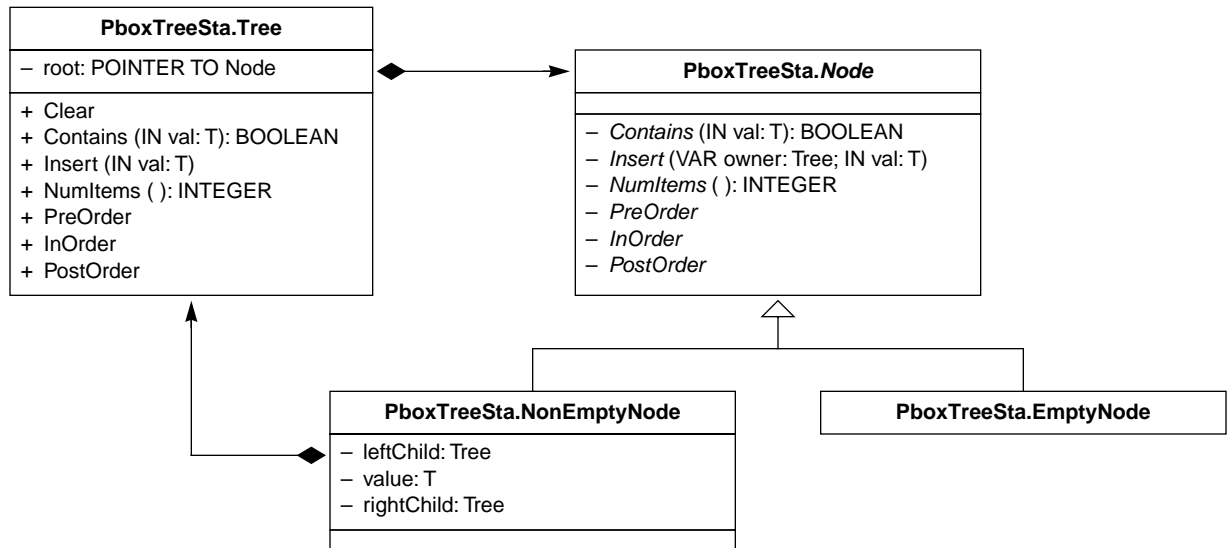 PboxTreeSta.Tree
– root: POINTER TO Node
+ Clear
+ Contains (IN val: T): BOOLEAN
+ Insert (IN val: T)
+ NumItems ( ): INTEGER
+ PreOrder
+ InOrder
+ PostOrder
PboxTreeSta.Node
– Contains (IN val: T): BOOLEAN
– Insert (VAR owner: Tree; IN val: T)
– NumItems ( ): INTEGER
– PreOrder
– InOrder
– PostOrder
PboxTreeSta.NonEmptyNode
– leftChild: Tree
– value: T
– rightChild: Tree
PboxTreeSta.EmptyNode